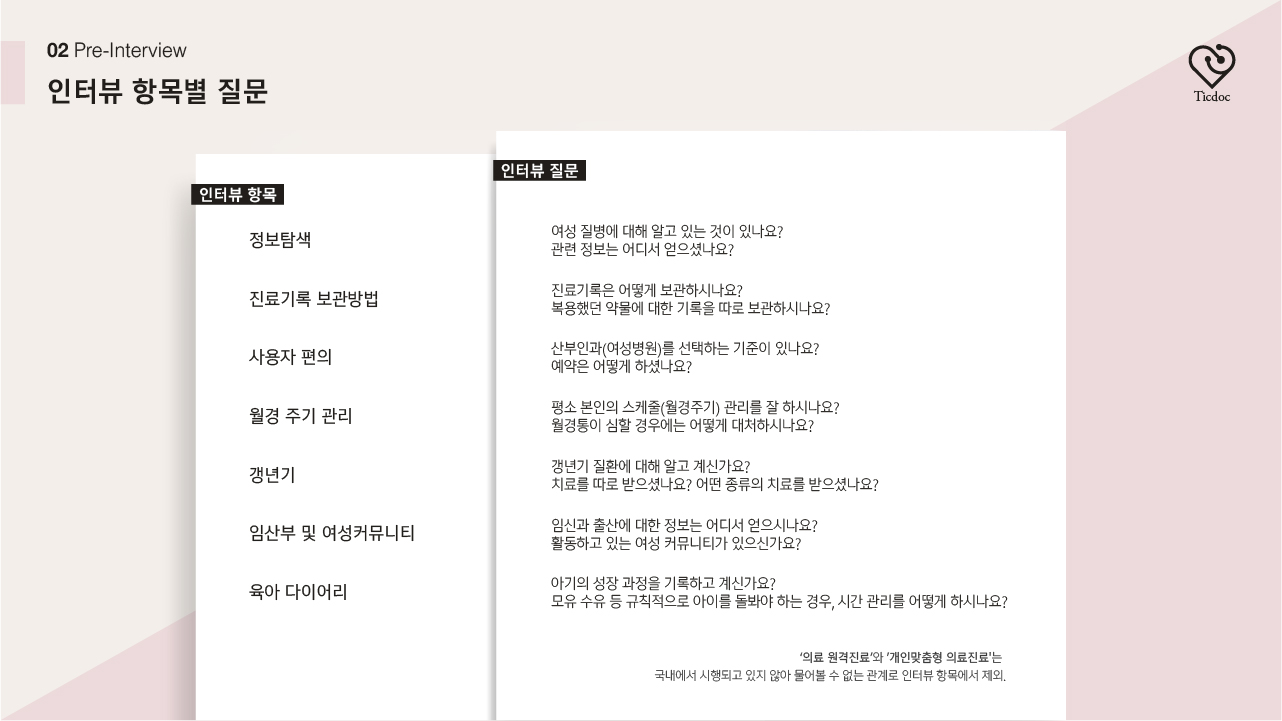 02 Pre-Interview
인터뷰 항목별 질문
Ticdoc
인터뷰 항목
정보탐색
진료기록 보관방법
사용자 편의
월경 주기 관리
갱년기
임산부 및 여성커뮤니티
육아 다이어리
인터뷰 질문
여성 질병에 대해 알고 있는 것이 있나요?
관련 정보는 어디서 얻으셨나요?
진료기록은 어떻게 보관하시나요?
복용했던 약물에 대한 기록을 따로 보관하시나요?
산부인과(여성병원)를 선택하는 기준이 있나요?
예약은 어떻게 하셨나요?
평소 본인의 스케줄(월경주기) 관리를 잘 하시나요?
월경통이 심할 경우에는 어떻게 대처하시나요?
갱년기 질환에 대해 알고 계신가요?
치료를 따로 받으셨나요? 어떤 종류의 치료를 받으셨나요?
임신과 출산에 대한 정보는 어디서 얻으시나요?
활동하고 있는 여성 커뮤니티가 있으신가요?
아기의 성장 과정을 기록하고 계신가요?
모유 수유 등 규칙적으로 아이를 돌봐야 하는 경우, 시간 관리를 어떻게 하시나요?
‘의료 원격진료’와 ‘개인맞춤형 의료진료'는
국내에서 시행되고 있지 않아 물어볼 수 없는 관계로 인터뷰 항목에서 제외.